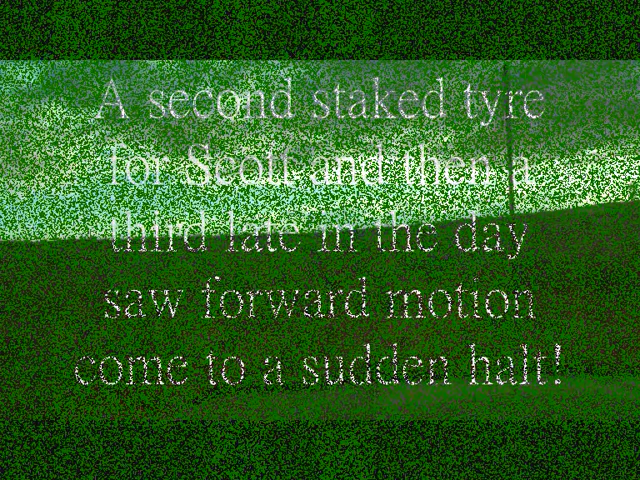 A second staked tyre
for Scott and then a
third late in the day
saw forward motion
come to a sudden halt!